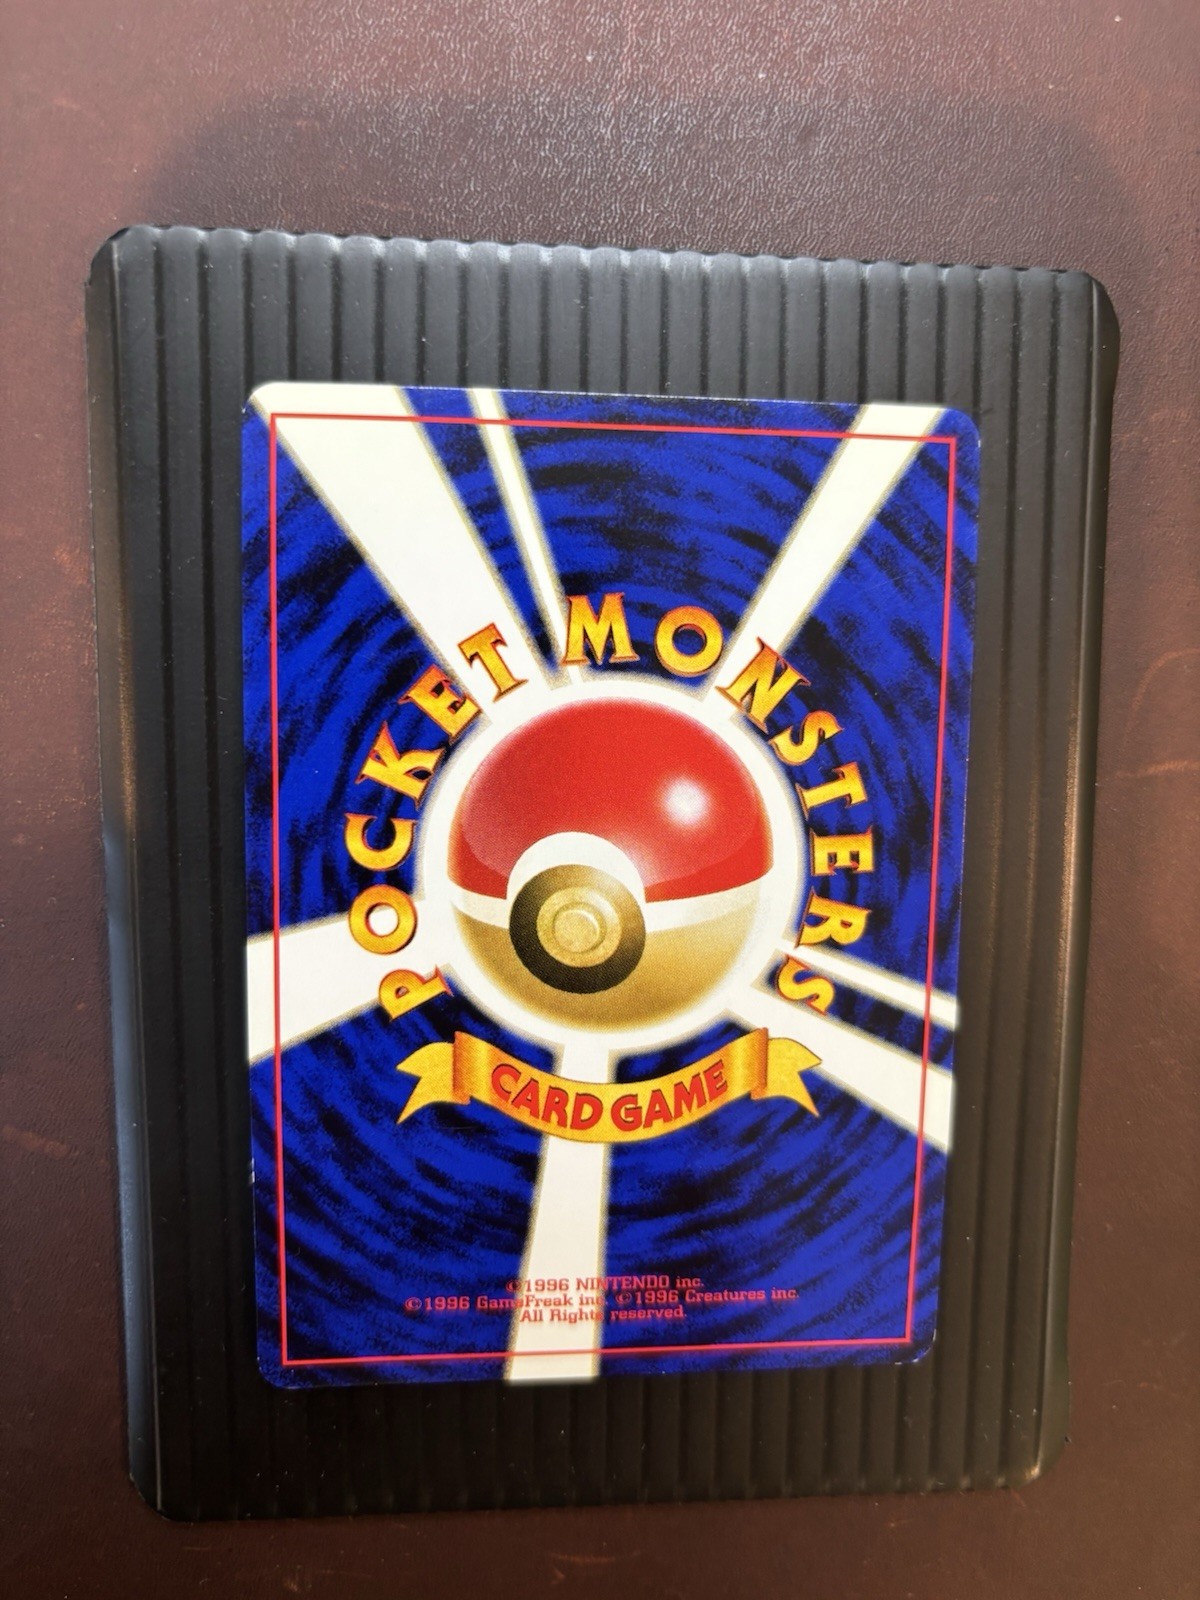 POCKET MONSTERS
CARD GAME
©1996 NINTENDO inc.
©1996 GameFreak inc. ©1996 Creatures inc.
All Rights reserved.